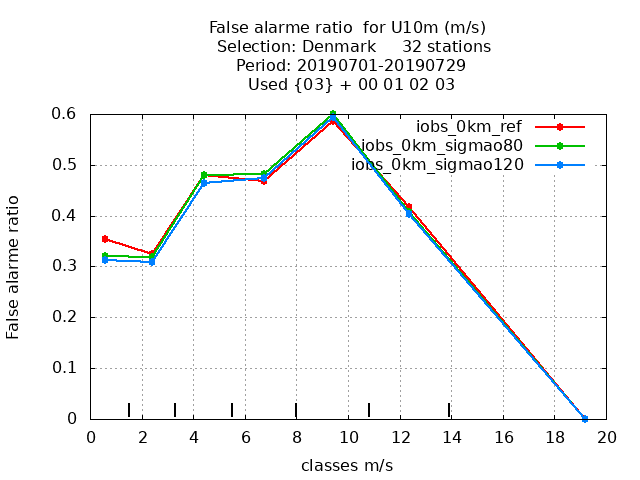 False alarme ratio  for U10m (m/s)
Selection: Denmark     32 stations
Period: 20190701-20190729
Used {03} + 00 01 02 03
iobs_0km_ref
iobs_0km_sigmao80
iobs_0km_sigmao120
False alarme ratio
0.6
0.5
0.4
0.3
0.2
0.1
0
0 2 4 6 8 10 12 14 16 18 20
classes m/s